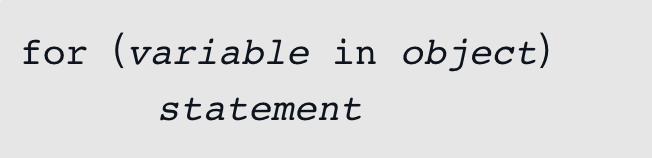 for (variable in object)
statement